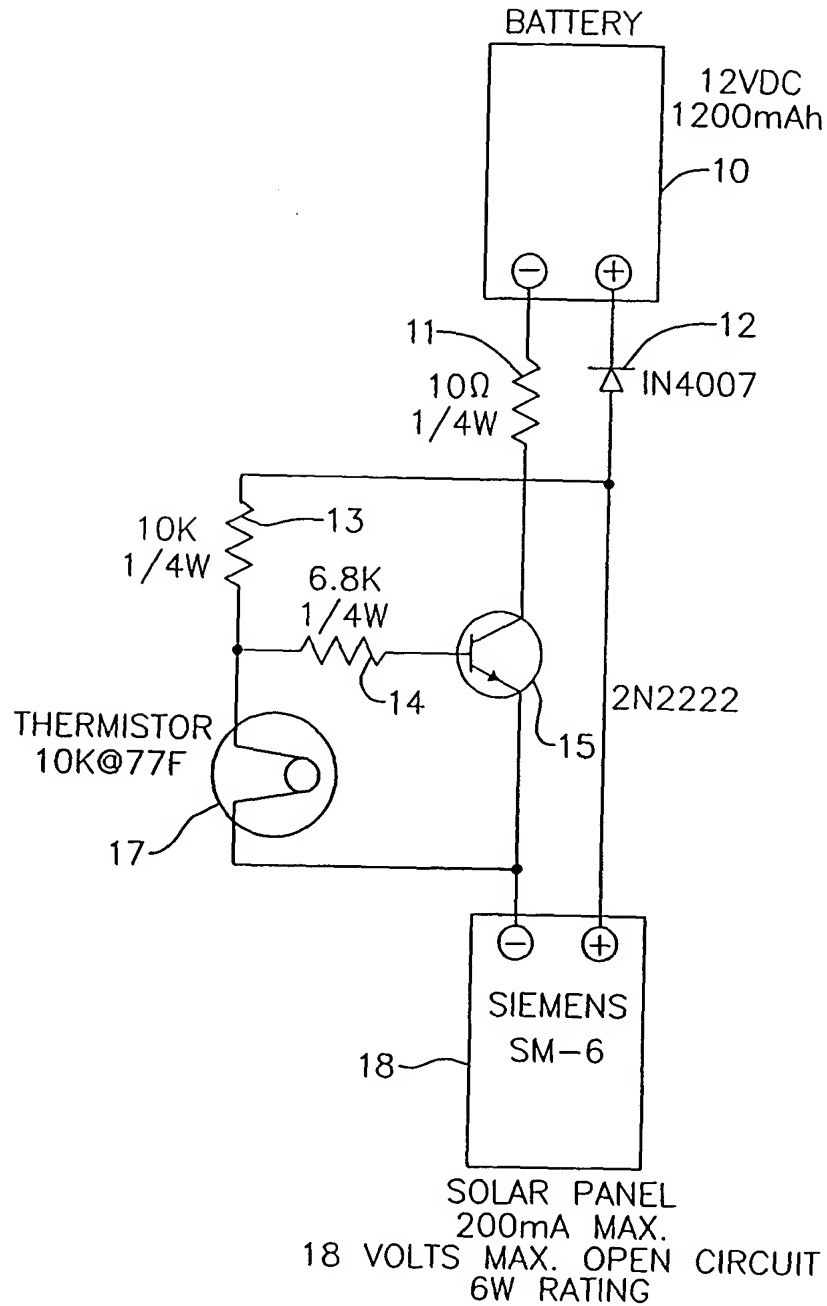 BATTERY
12VDC
1200mAh
10
−
+
11
12
10Ω
1/4W
IN4007
10K
1/4W
13
6.8K
1/4W
14
2N2222
15
THERMISTOR
10K@77F
17
−
+
SIEMENS
SM-6
18
SOLAR PANEL
200mA MAX.
18 VOLTS MAX. OPEN CIRCUIT
6W RATING